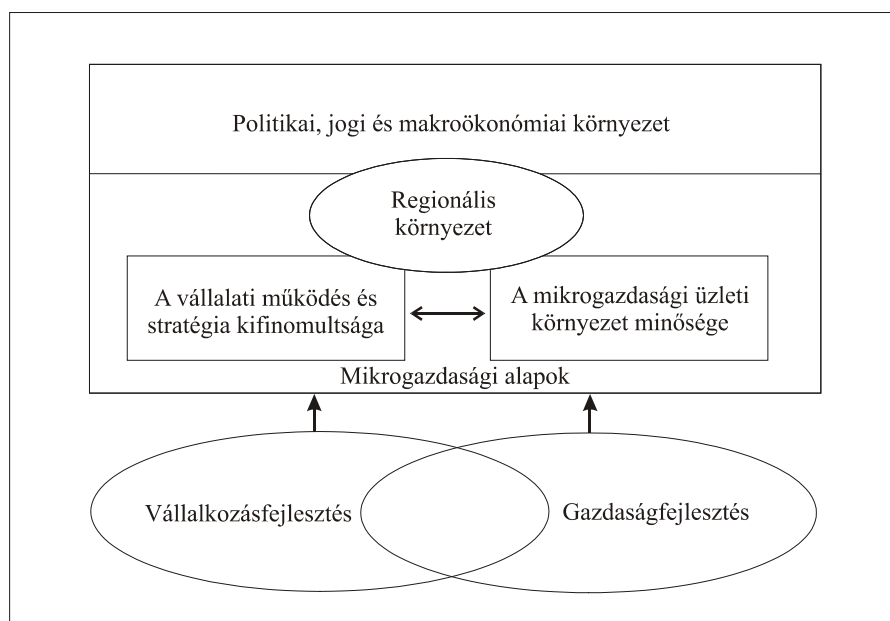 Politikai, jogi és makroökonómiai környezet
Regionális
környezet
A vállalati működés és
stratégia kifinomultsága
A mikrogazdasági üzleti
környezet minősége
Mikrogazdasági alapok
Vállalkozásfejlesztés
Gazdaságfejlesztés